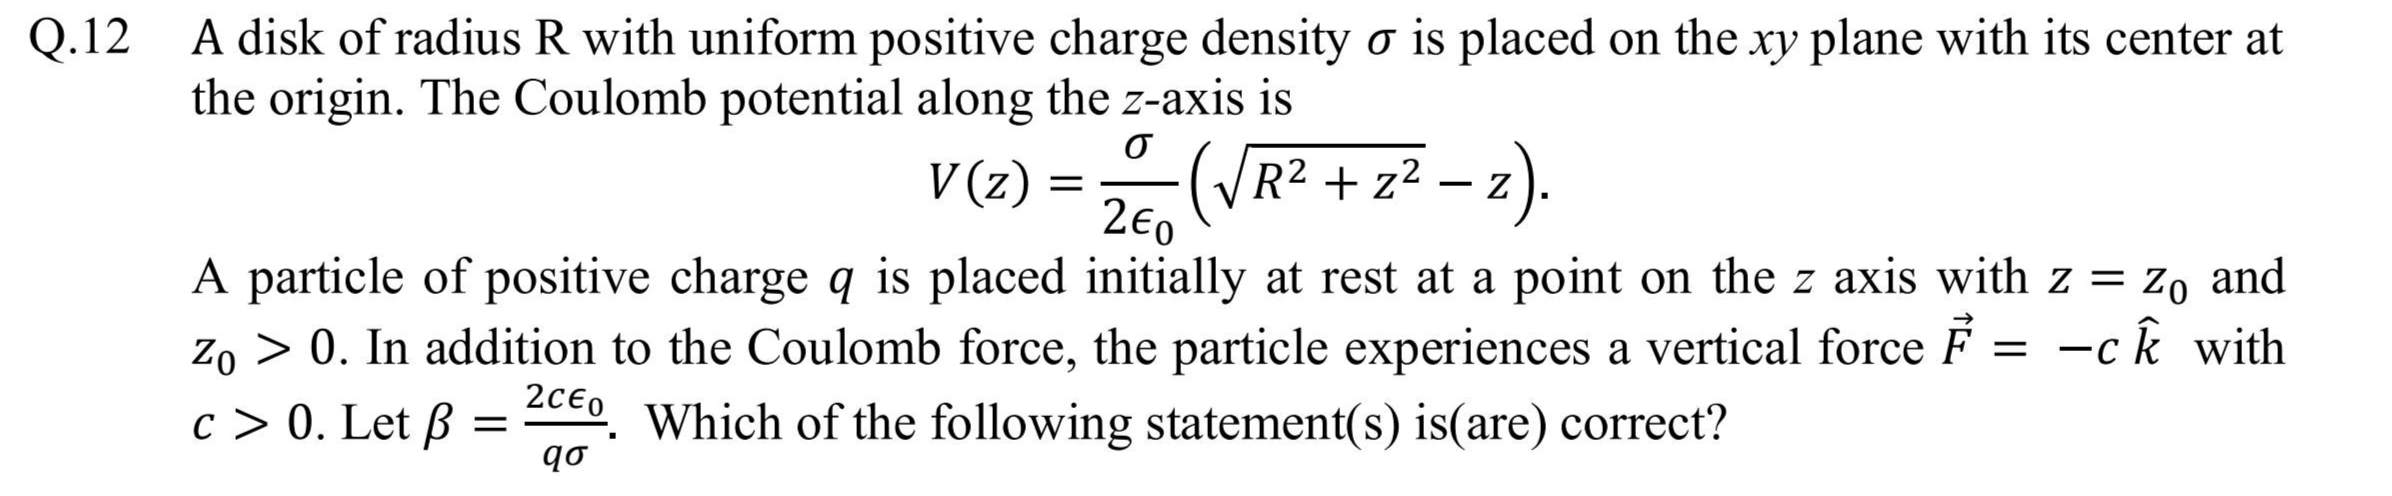 Q.12 A disk of radius R with uniform positive charge density σ is placed on the xy plane with its center at
the origin. The Coulomb potential along the z-axis is
V(z) = σ/2ϵ₀ (√(R² + z²) − z).
A particle of positive charge q is placed initially at rest at a point on the z axis with z = z₀ and
z₀ > 0. In addition to the Coulomb force, the particle experiences a vertical force F⃗ = −c k̂ with
c > 0. Let β = 2cϵ₀/qσ. Which of the following statement(s) is(are) correct?